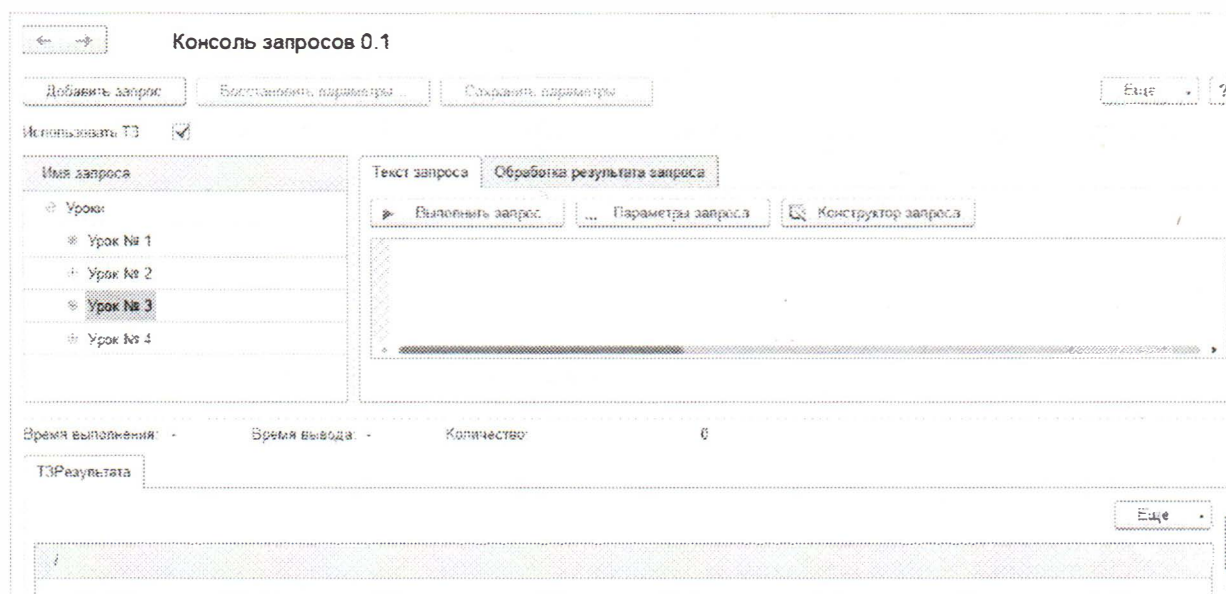 Консоль запросов 0.1
Добавить запрос Восстановить параметры ... Сохранить параметры ... Еще ?
Использовать ТЗ
Имя запроса
Текст запроса Обработка результата запроса
Уроки
Выполнить запрос ... Параметры запроса Конструктор запроса
Урок № 1
Урок № 2
Урок № 3
Урок № 4
Время выполнения: - Время вывода: - Количество: 0
ТЗРезультата
Еще